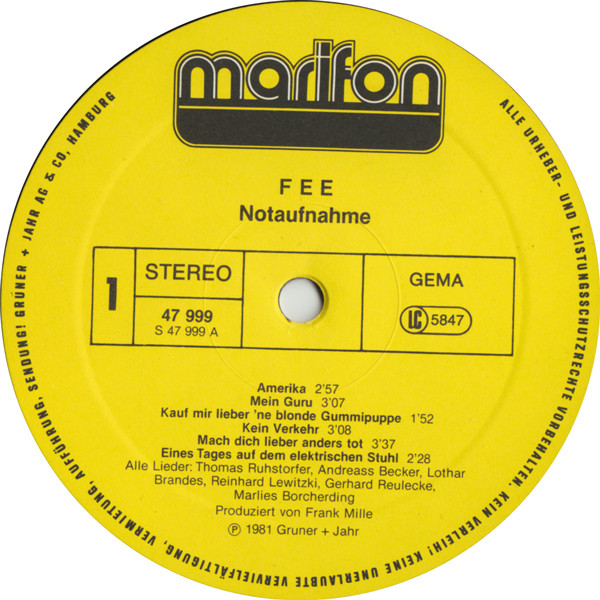 marifon
FEE
Notaufnahme
1
STEREO
47 999
S 47 999 A
GEMA
LC 5847
Amerika 2'57
Mein Guru 3'07
Kauf mir lieber 'ne blonde Gummipuppe 1'52
Kein Verkehr 3'08
Mach dich lieber anders tot 3'37
Eines Tages auf dem elektrischen Stuhl 2'28
Alle Lieder: Thomas Ruhstorfer, Andreass Becker, Lothar
Brandes, Reinhard Lewitzki, Gerhard Reulecke,
Marlies Borcherding
Produziert von Frank Mille
Ⓟ 1981 Gruner + Jahr
ALLE URHEBER- UND LEISTUNGSSCHUTZRECHTE VORBEHALTEN. KEIN VERLEIH! KEINE UNERLAUBTE VERVIELFÄLTIGUNG, VERMIETUNG, AUFFÜHRUNG, SENDUNG! GRÜNER + JAHR AG & CO, HAMBURG